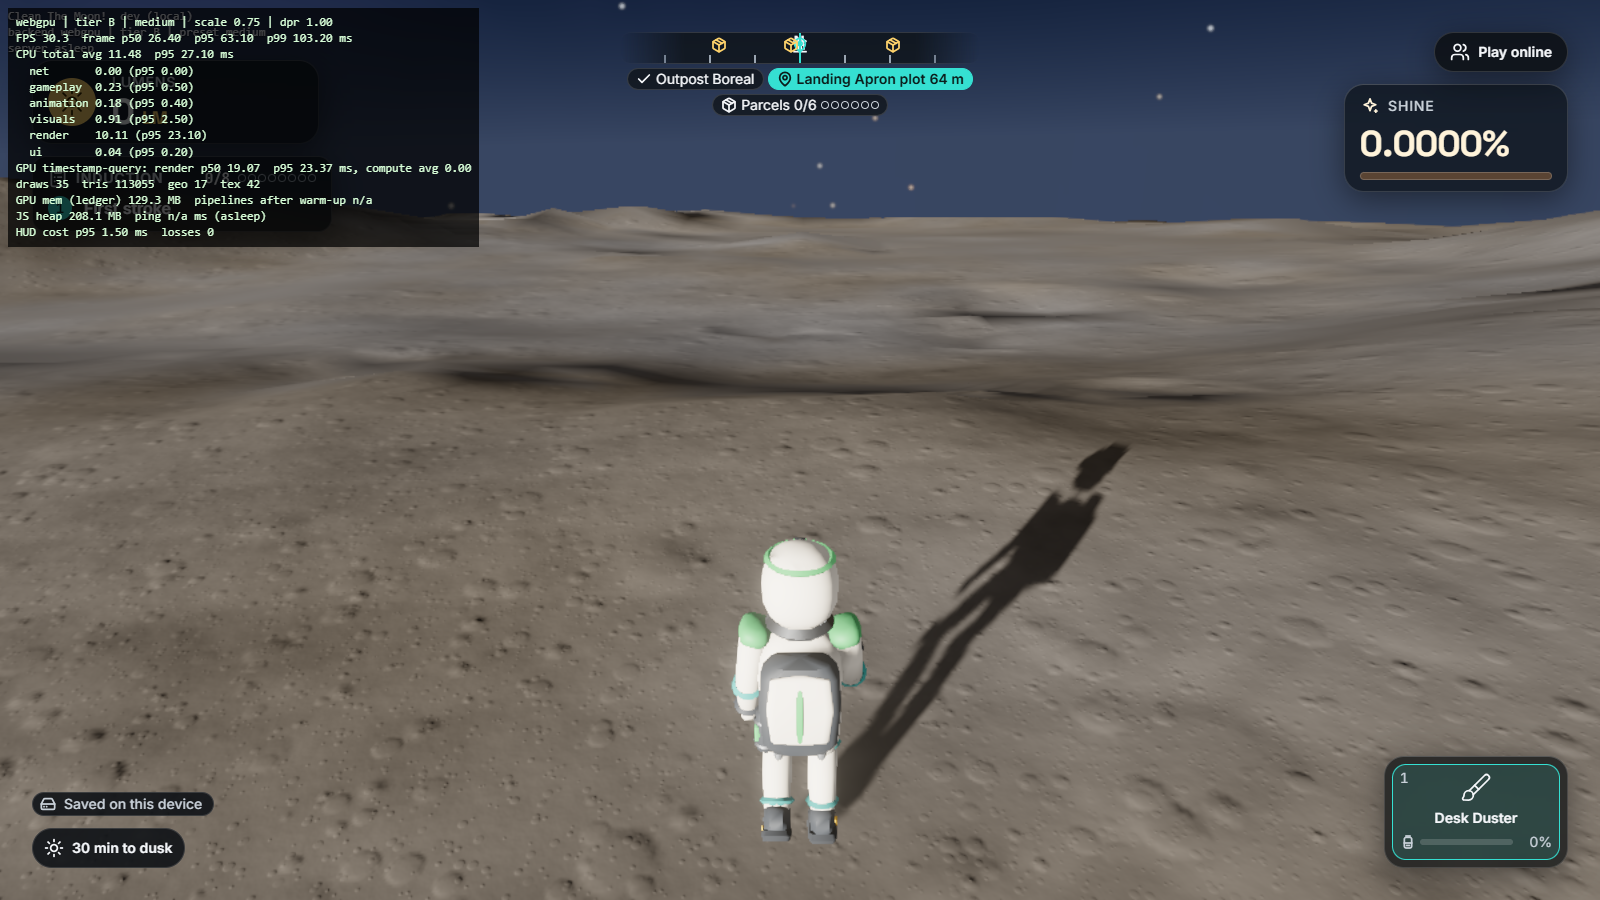 webgpu | tier B | medium | scale 0.75 | dpr 1.00
FPS 30.3 frame p50 26.40 p95 63.10 p99 103.20 ms
CPU total avg 11.48 p95 27.10 ms
net 0.00 (p95 0.00)
gameplay 0.23 (p95 0.50)
animation 0.18 (p95 0.40)
visuals 0.91 (p95 2.50)
render 10.11 (p95 23.10)
ui 0.04 (p95 0.20)
GPU timestamp-query: render p50 19.07 p95 23.37 ms, compute avg 0.00
draws 35 tris 113055 geo 17 tex 42
GPU mem (ledger) 129.3 MB pipelines after warm-up n/a
JS heap 208.1 MB ping n/a ms (asleep)
HUD cost p95 1.50 ms losses 0
Outpost Boreal
Landing Apron plot 64 m
Parcels 0/6
Play online
SHINE
0.0000%
Saved on this device
30 min to dusk
1
Desk Duster
0%